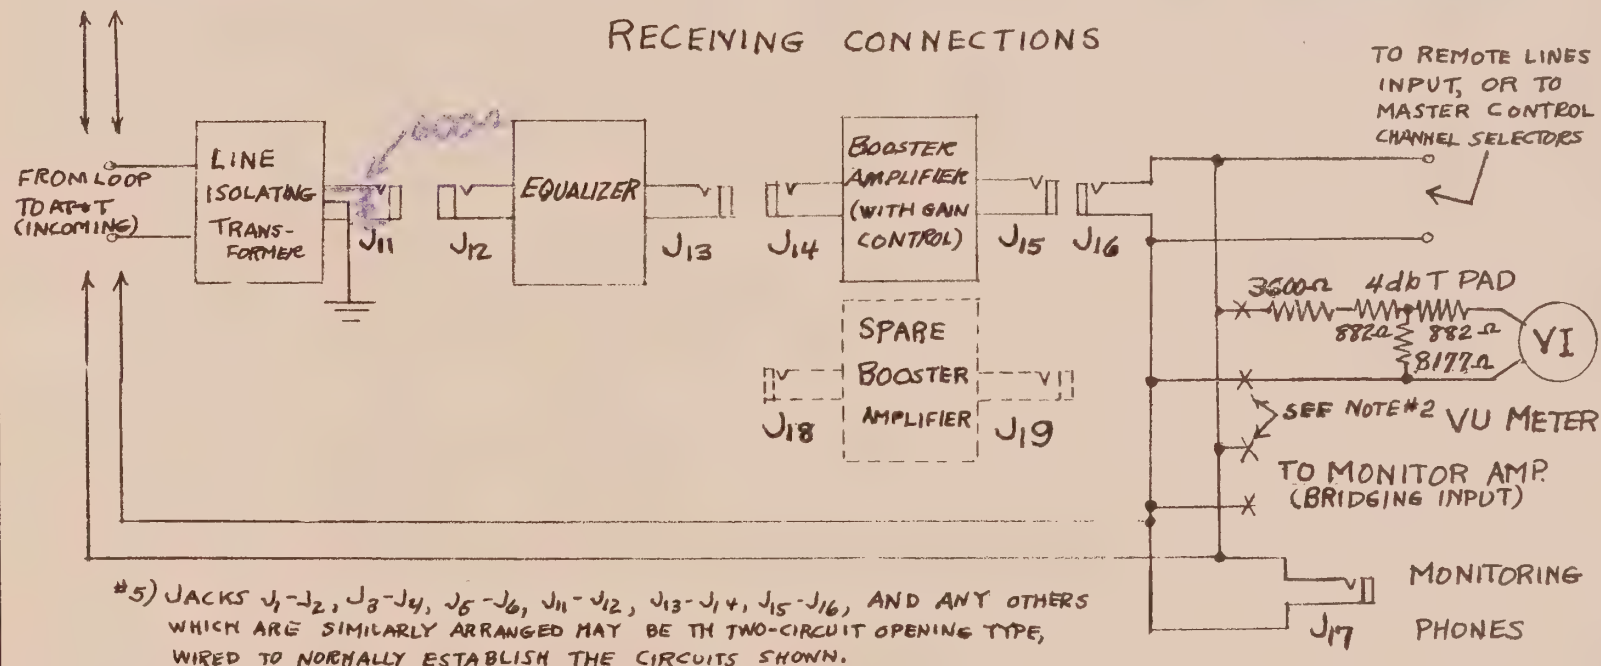 RECEIVING CONNECTIONS
TO REMOTE LINES
INPUT, OR TO
MASTER CONTROL
CHANNEL SELECTORS
600Ω
FROM LOOP
TO AT&T
(INCOMING)
LINE
ISOLATING
TRANS-
FORMER
J11
J12
EQUALIZER
J13
J14
BOOSTER
AMPLIFIER
(WITH GAIN
CONTROL)
J15
J16
3600Ω
4db T PAD
882Ω
882Ω
8177Ω
VI
SPARE
BOOSTER
AMPLIFIER
J18
J19
SEE NOTE #2
VU METER
TO MONITOR AMP.
(BRIDGING INPUT)
MONITORING
PHONES
J17
#5) JACKS J1-J2, J3-J4, J5-J6, J11-J12, J13-J14, J15-J16, AND ANY OTHERS
WHICH ARE SIMILARLY ARRANGED MAY BE TH TWO-CIRCUIT OPENING TYPE,
WIRED TO NORMALLY ESTABLISH THE CIRCUITS SHOWN.